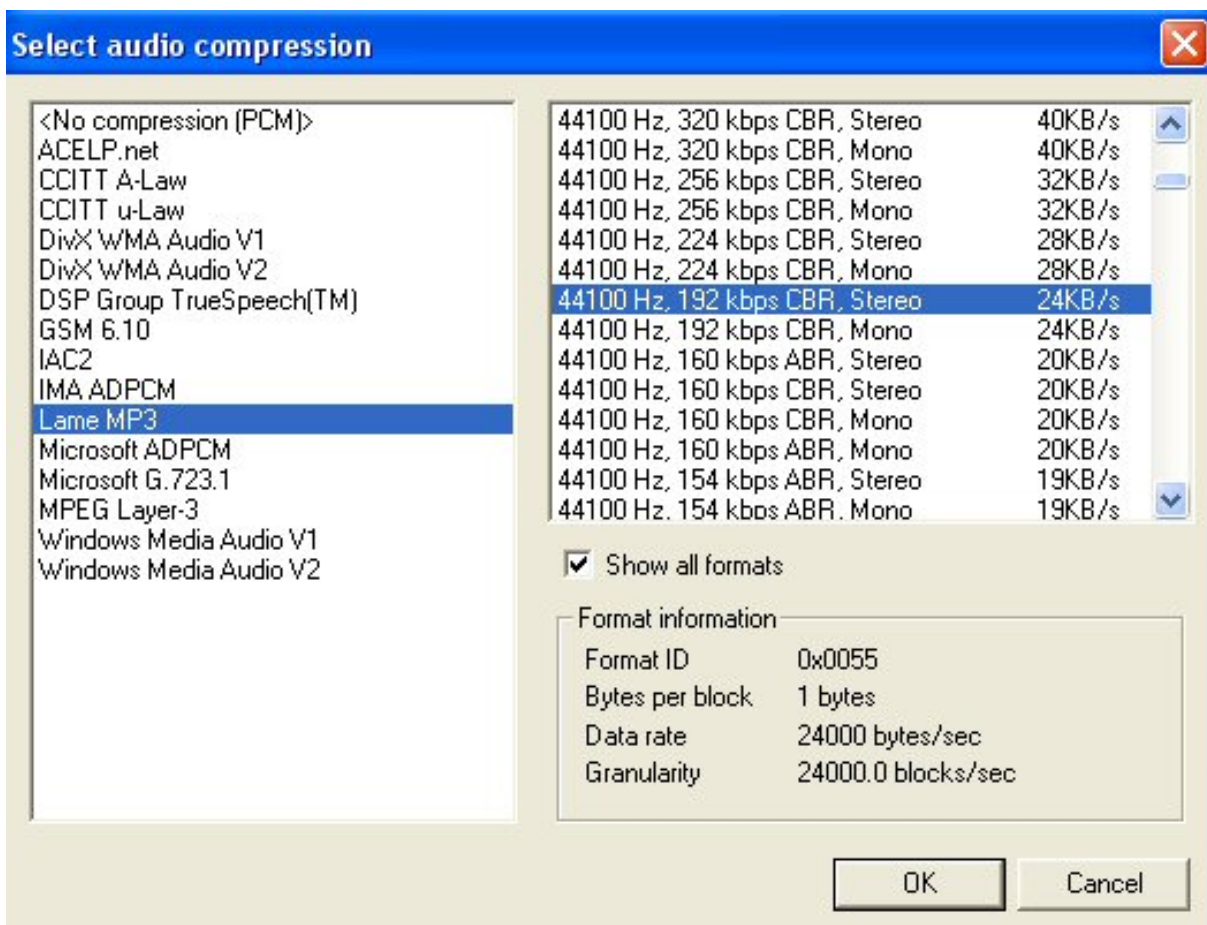 Select audio compression
<No compression (PCM)>
ACELP.net
CCITT A-Law
CCITT u-Law
DivX WMA Audio V1
DivX WMA Audio V2
DSP Group TrueSpeech(TM)
GSM 6.10
IAC2
IMA ADPCM
Lame MP3
Microsoft ADPCM
Microsoft G.723.1
MPEG Layer-3
Windows Media Audio V1
Windows Media Audio V2
44100 Hz, 320 kbps CBR, Stereo 40KB/s
44100 Hz, 320 kbps CBR, Mono 40KB/s
44100 Hz, 256 kbps CBR, Stereo 32KB/s
44100 Hz, 256 kbps CBR, Mono 32KB/s
44100 Hz, 224 kbps CBR, Stereo 28KB/s
44100 Hz, 224 kbps CBR, Mono 28KB/s
44100 Hz, 192 kbps CBR, Stereo 24KB/s
44100 Hz, 192 kbps CBR, Mono 24KB/s
44100 Hz, 160 kbps ABR, Stereo 20KB/s
44100 Hz, 160 kbps CBR, Stereo 20KB/s
44100 Hz, 160 kbps CBR, Mono 20KB/s
44100 Hz, 160 kbps ABR, Mono 20KB/s
44100 Hz, 154 kbps ABR, Stereo 19KB/s
44100 Hz, 154 kbps ABR, Mono 19KB/s
Show all formats
Format information
Format ID 0x0055
Bytes per block 1 bytes
Data rate 24000 bytes/sec
Granularity 24000.0 blocks/sec
OK Cancel